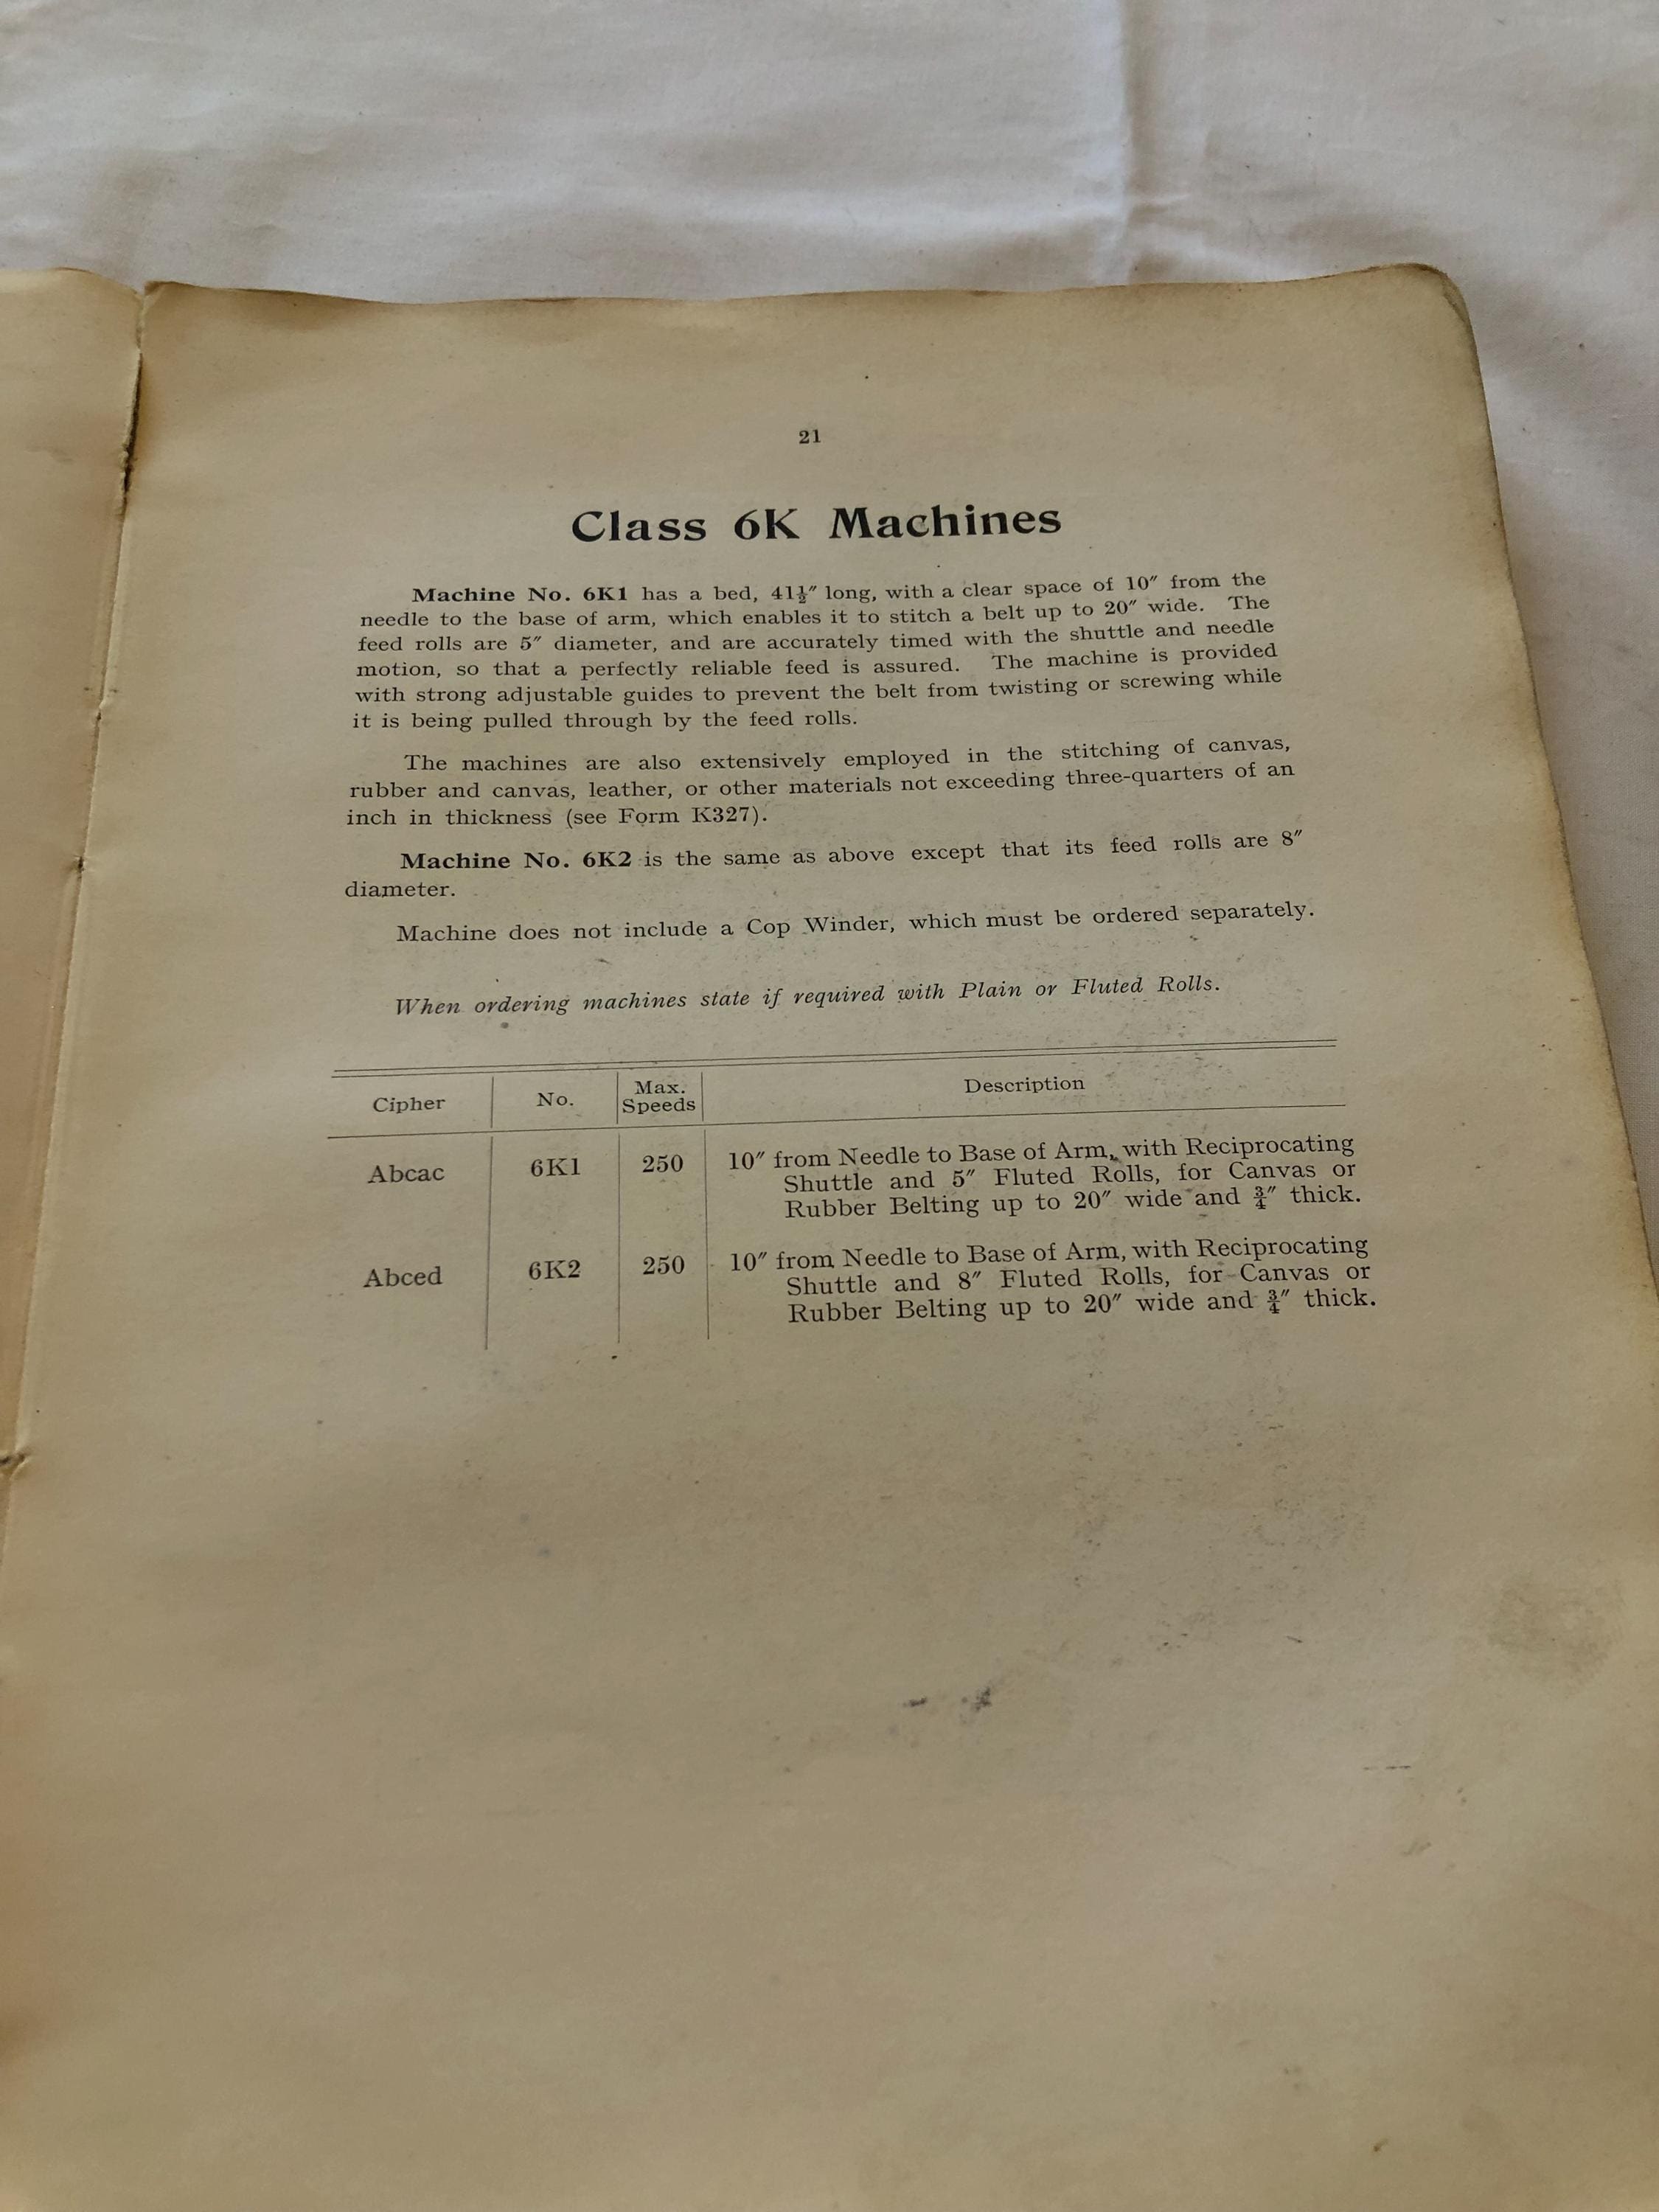 21
Class 6K Machines
Machine No. 6K1 has a bed, 41½″ long, with a clear space of 10″ from the
needle to the base of arm, which enables it to stitch a belt up to 20″ wide. The
feed rolls are 5″ diameter, and are accurately timed with the shuttle and needle
motion, so that a perfectly reliable feed is assured. The machine is provided
with strong adjustable guides to prevent the belt from twisting or screwing while
it is being pulled through by the feed rolls.
The machines are also extensively employed in the stitching of canvas,
rubber and canvas, leather, or other materials not exceeding three-quarters of an
inch in thickness (see Form K327).
Machine No. 6K2 is the same as above except that its feed rolls are 8″
diameter.
Machine does not include a Cop Winder, which must be ordered separately.
When ordering machines state if required with Plain or Fluted Rolls.
Cipher No. Max. Speeds Description
Abcac 6K1 250 10″ from Needle to Base of Arm, with Reciprocating
Shuttle and 5″ Fluted Rolls, for Canvas or
Rubber Belting up to 20″ wide and ¾″ thick.
Abced 6K2 250 10″ from Needle to Base of Arm, with Reciprocating
Shuttle and 8″ Fluted Rolls, for Canvas or
Rubber Belting up to 20″ wide and ¾″ thick.